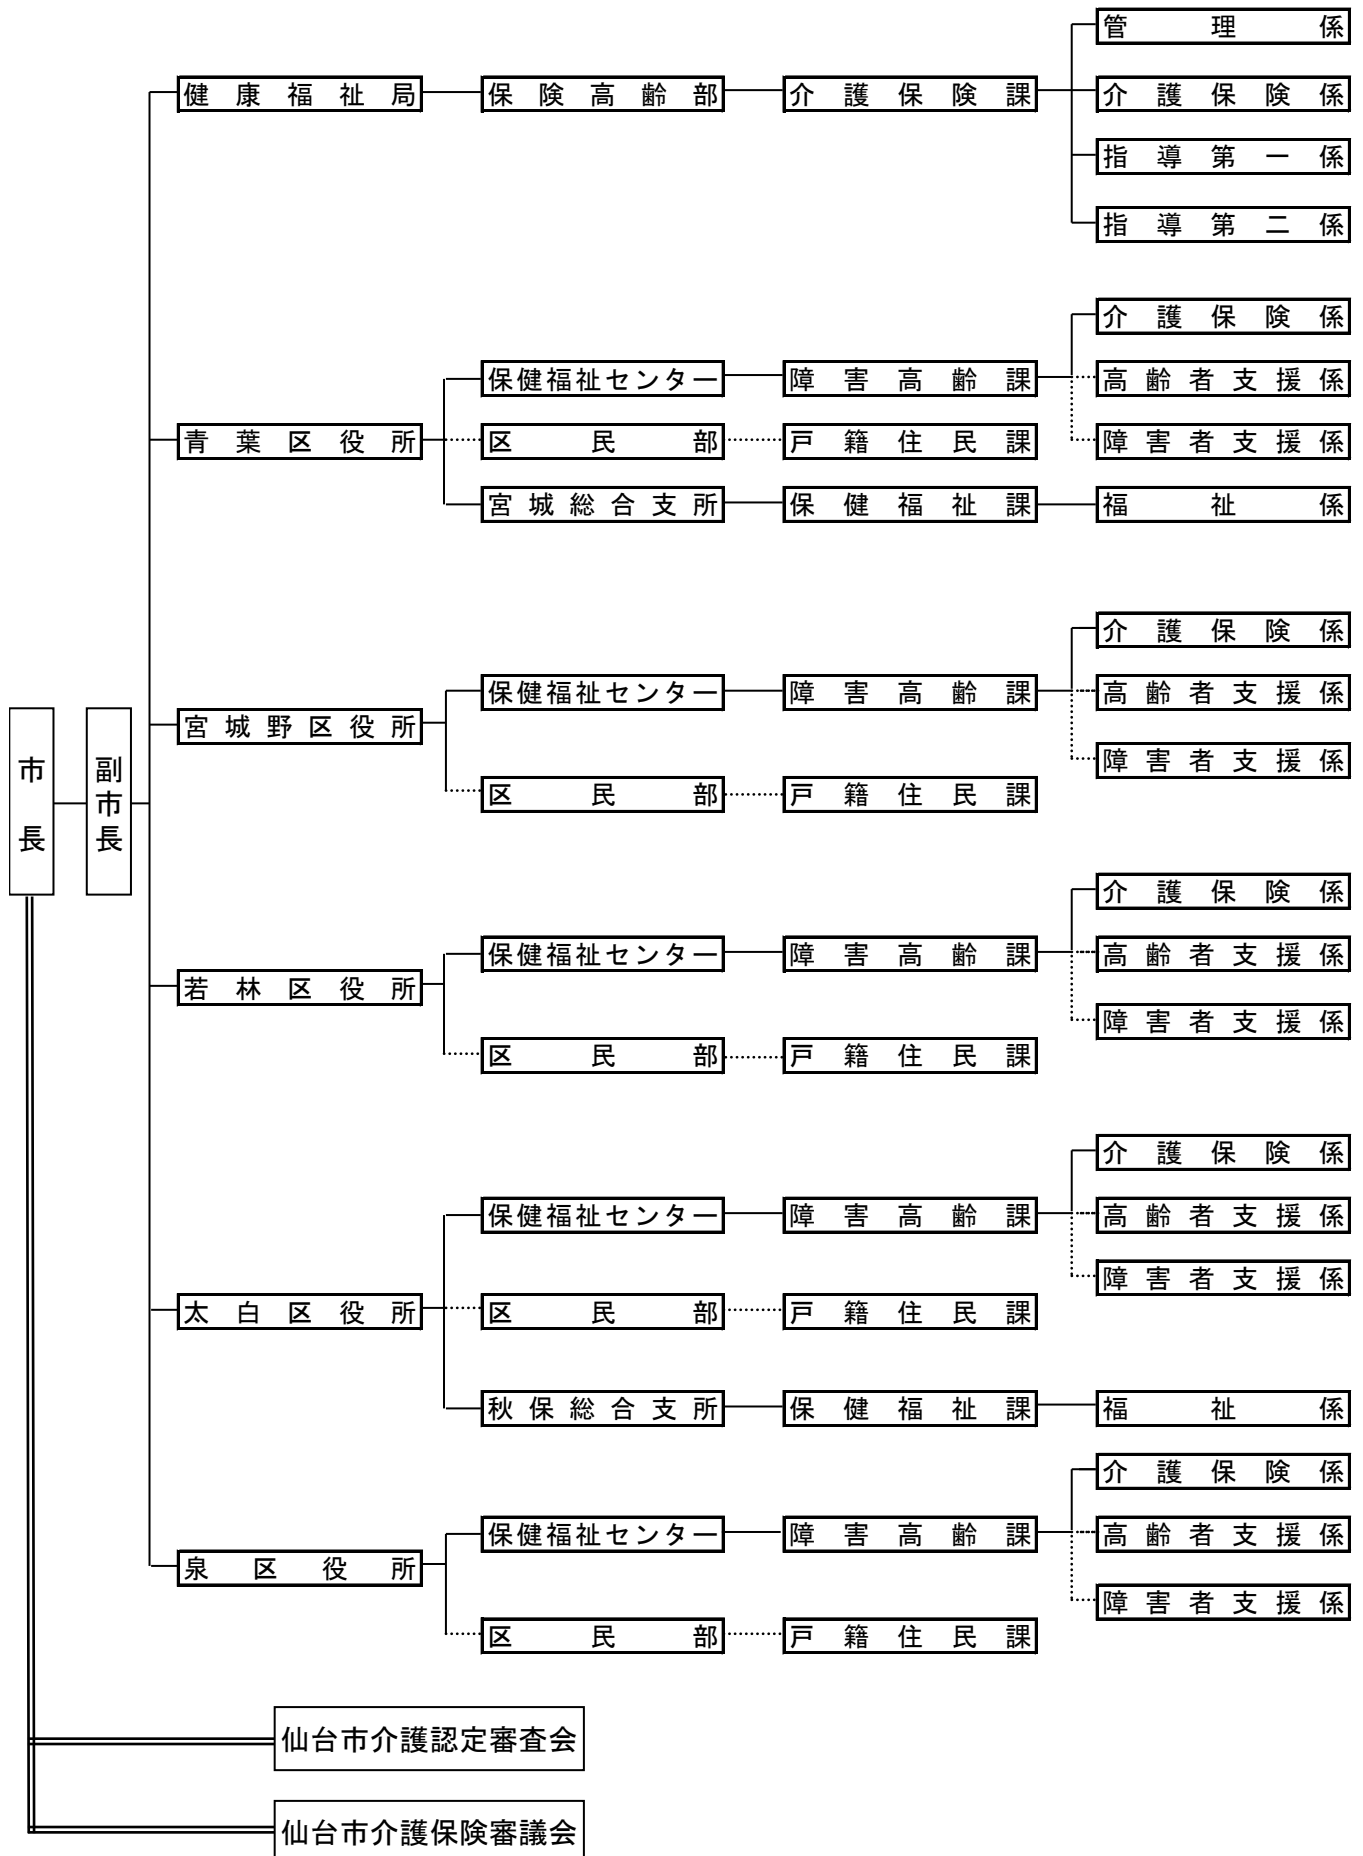 管理係
健康福祉局
保険高齢部
介護保険課
介護保険係
指導第一係
指導第二係
介護保険係
保健福祉センター
障害高齢課
高齢者支援係
青葉区役所
区民部
戸籍住民課
障害者支援係
宮城総合支所
保健福祉課
福祉係
介護保険係
保健福祉センター
障害高齢課
高齢者支援係
宮城野区役所
障害者支援係
区民部
戸籍住民課
市長
副市長
介護保険係
保健福祉センター
障害高齢課
高齢者支援係
若林区役所
障害者支援係
区民部
戸籍住民課
介護保険係
保健福祉センター
障害高齢課
高齢者支援係
障害者支援係
太白区役所
区民部
戸籍住民課
秋保総合支所
保健福祉課
福祉係
介護保険係
保健福祉センター
障害高齢課
高齢者支援係
泉区役所
障害者支援係
区民部
戸籍住民課
仙台市介護認定審査会
仙台市介護保険審議会